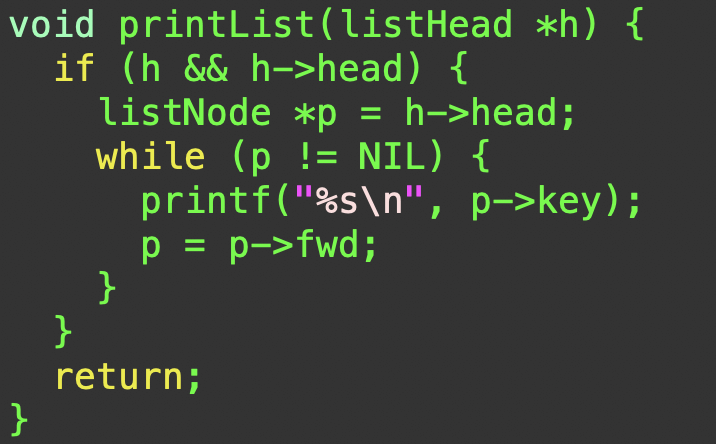 void printList(listHead *h) {
  if (h && h->head) {
    listNode *p = h->head;
    while (p != NIL) {
      printf("%s\n", p->key);
      p = p->fwd;
    }
  }
  return;
}